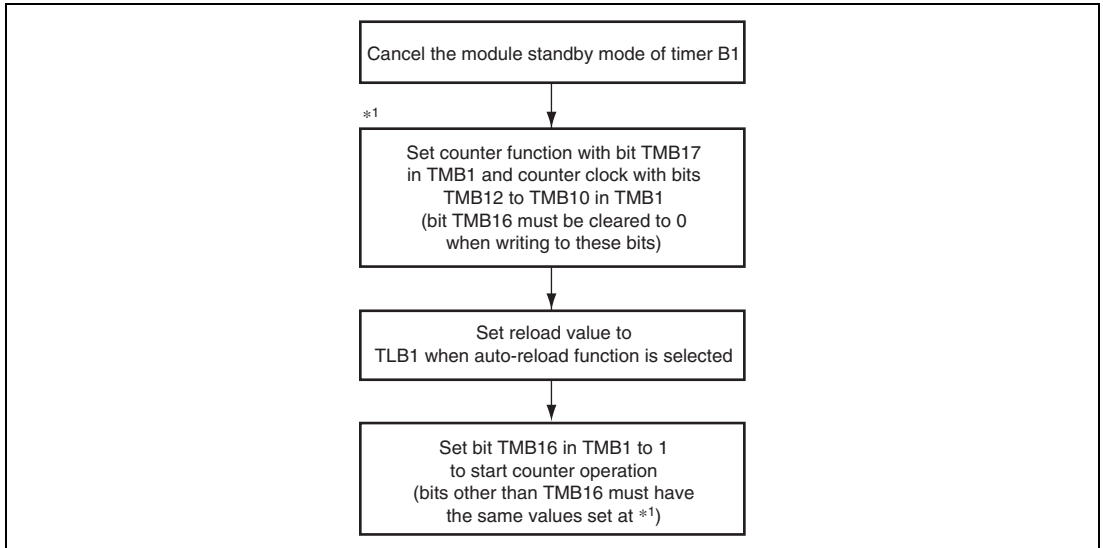 Cancel the module standby mode of timer B1
*1
Set counter function with bit TMB17
in TMB1 and counter clock with bits
TMB12 to TMB10 in TMB1
(bit TMB16 must be cleared to 0
when writing to these bits)
Set reload value to
TLB1 when auto-reload function is selected
Set bit TMB16 in TMB1 to 1
to start counter operation
(bits other than TMB16 must have
the same values set at *1)